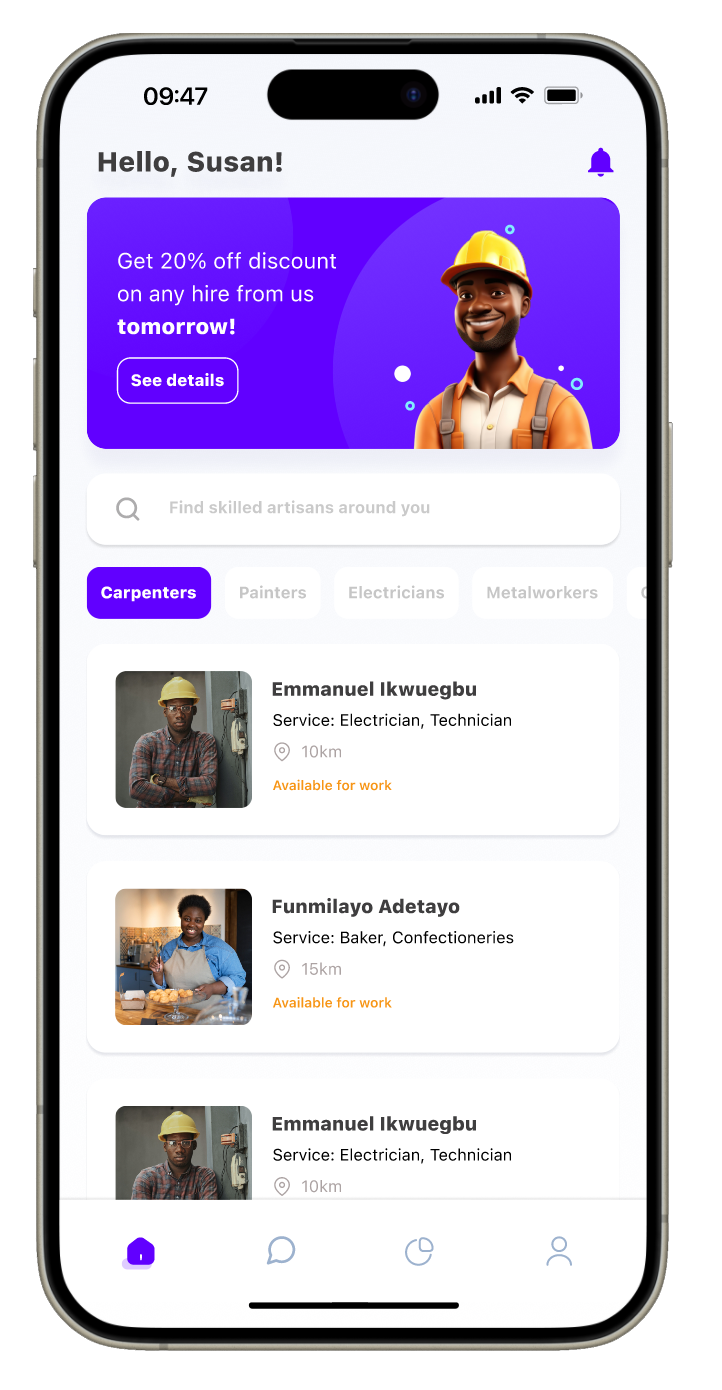 09:47
Hello, Susan!
Get 20% off discount
on any hire from us
tomorrow!
See details
Find skilled artisans around you
Carpenters Painters Electricians Metalworkers
Emmanuel Ikwuegbu
Service: Electrician, Technician
10km
Available for work
Funmilayo Adetayo
Service: Baker, Confectioneries
15km
Available for work
Emmanuel Ikwuegbu
Service: Electrician, Technician
10km